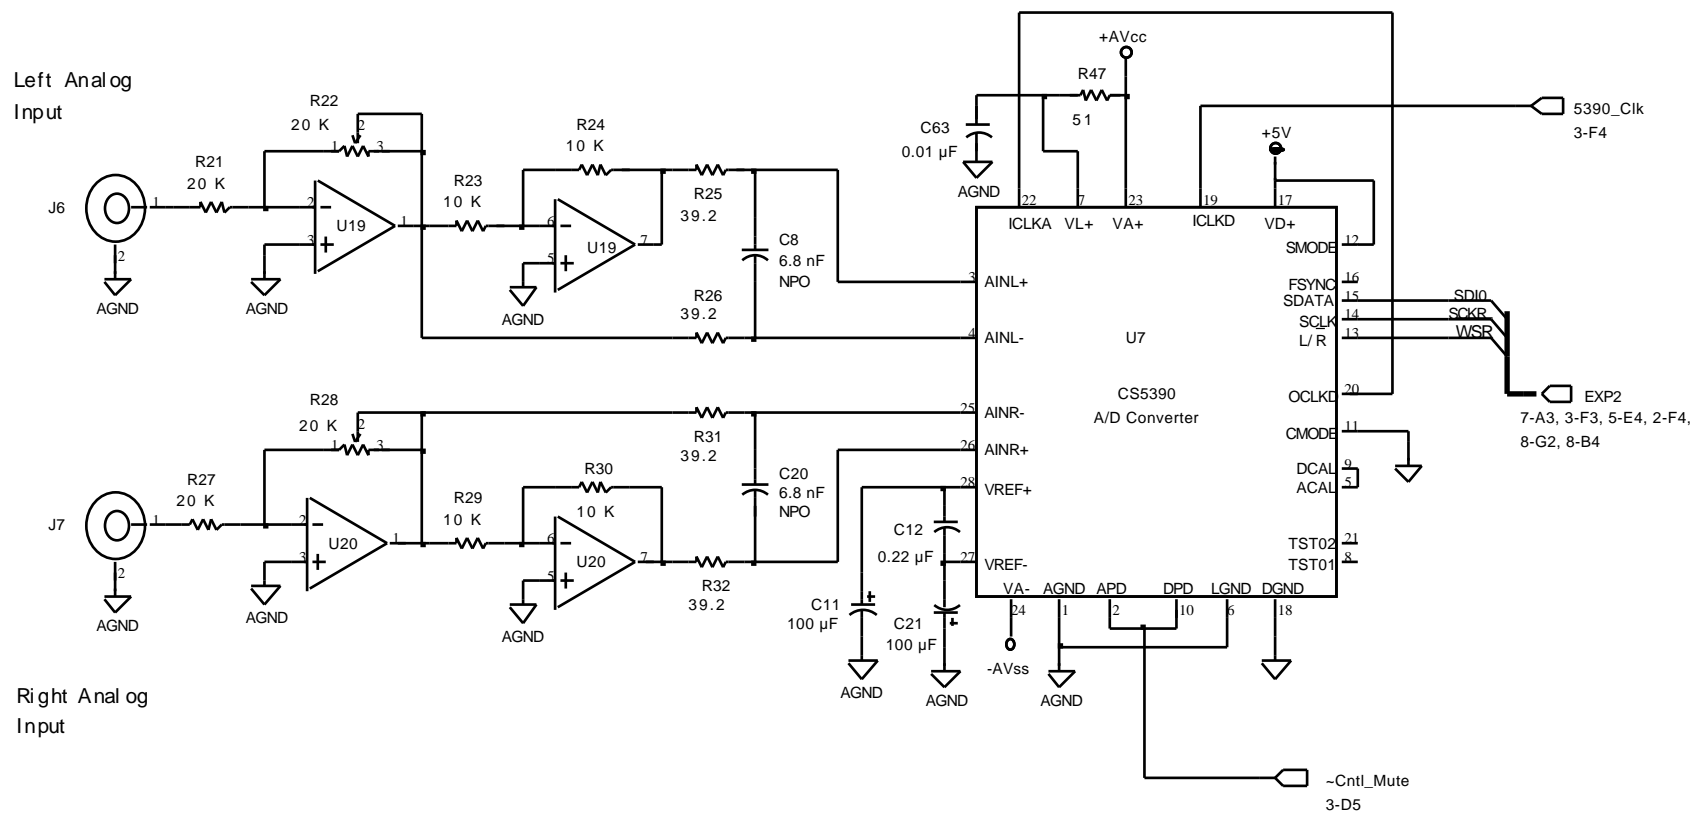 Left Analog
Input
R22
20 K
2
1
3
R21
20 K
J6
1
2
AGND
2
3
U19
1
AGND
R23
10 K
R24
10 K
6
5
U19
7
AGND
R25
39.2
C8
6.8 nF
NPO
R26
39.2
+AVcc
R47
51
C63
0.01 µF
AGND
5390_Clk
3-F4
+5V
22
7
23
19
17
ICLKA
VL+
VA+
ICLKD
VD+
SMODE
12
3
AINL+
4
AINL-
FSYNC
16
SDATA
15
SDI0
SCLK
14
SCKR
L/R
13
WSR
U7
CS5390
A/D Converter
OCLKD
20
EXP2
7-A3, 3-F3, 5-E4, 2-F4,
8-G2, 8-B4
CMODE
11
DCAL
9
ACAL
5
TST02
21
TST01
8
25
AINR-
26
AINR+
28
VREF+
27
VREF-
VA-
AGND
APD
DPD
LGND
DGND
24
1
2
10
6
18
-AVss
AGND
R28
20 K
2
1
3
R27
20 K
J7
1
2
AGND
2
3
U20
1
AGND
R29
10 K
R30
10 K
6
5
U20
7
AGND
R31
39.2
C20
6.8 nF
NPO
R32
39.2
C12
0.22 µF
C11
100 µF
+
AGND
C21
100 µF
+
AGND
Right Analog
Input
~Cntl_Mute
3-D5